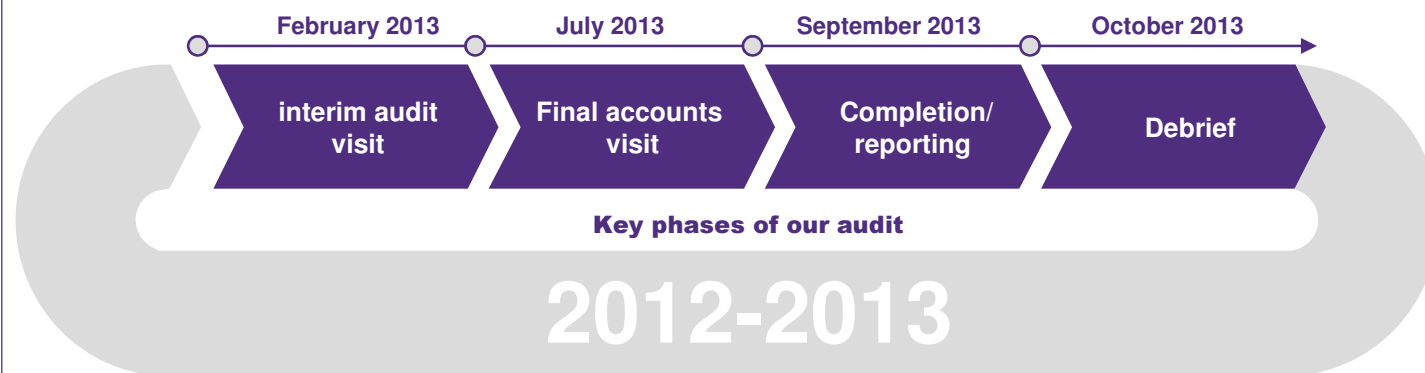 February 2013
July 2013
September 2013
October 2013
interim audit
visit
Final accounts
visit
Completion/
reporting
Debrief
Key phases of our audit
2012-2013